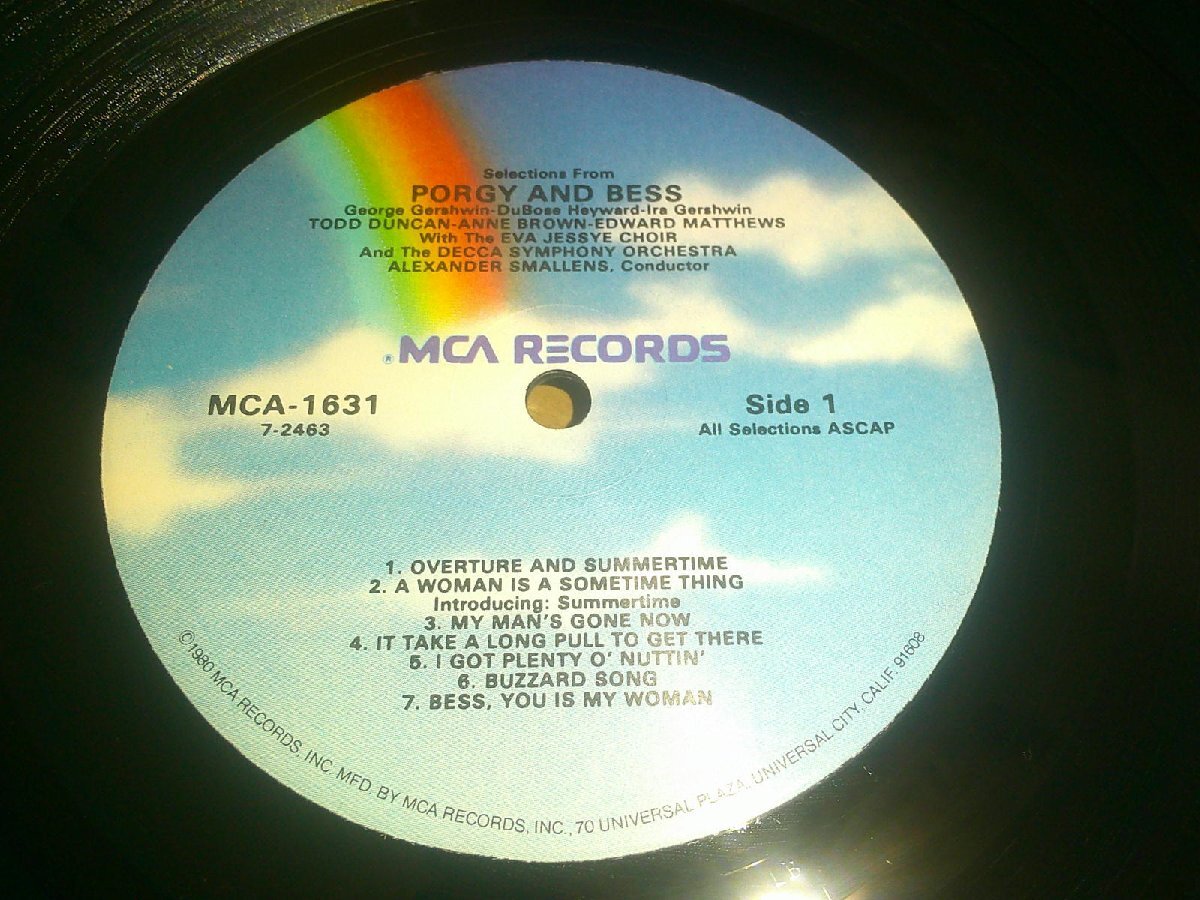 Selections From
PORGY AND BESS
George Gershwin-DuBose Heyward-Ira Gershwin
TODD DUNCAN-ANNE BROWN-EDWARD MATTHEWS
With The EVA JESSYE CHOIR
And The DECCA SYMPHONY ORCHESTRA
ALEXANDER SMALLENS, Conductor
® MCA RECORDS
MCA-1631
7-2463
Side 1
All Selections ASCAP
1. OVERTURE AND SUMMERTIME
2. A WOMAN IS A SOMETIME THING
Introducing: Summertime
3. MY MAN'S GONE NOW
4. IT TAKE A LONG PULL TO GET THERE
5. I GOT PLENTY O' NUTTIN'
6. BUZZARD SONG
7. BESS, YOU IS MY WOMAN
©1980 MCA RECORDS, INC. MFD. BY MCA RECORDS, INC., 70 UNIVERSAL PLAZA, UNIVERSAL CITY, CALIF. 91608